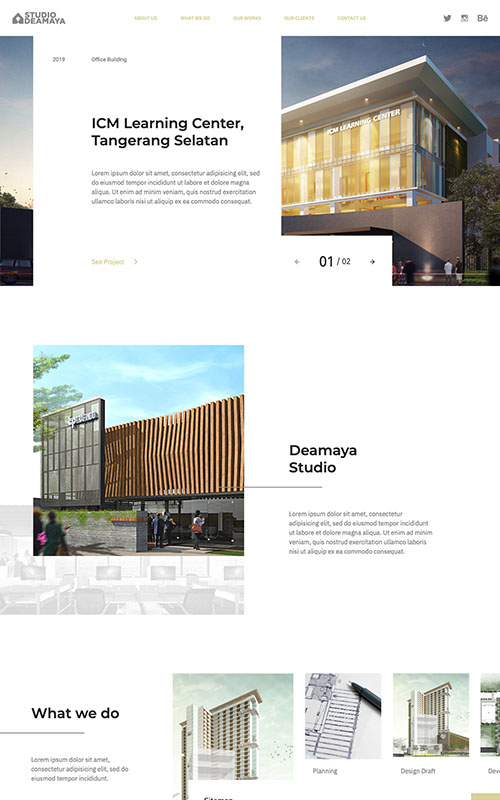 STUDIO
DEAMAYA
ABOUT US
WHAT WE DO
OUR WORKS
OUR CLIENTS
CONTACT US
Bē
2019
Office Building
ICM Learning Center,
Tangerang Selatan
Lorem ipsum dolor sit amet, consectetur adipisicing elit, sed
do eiusmod tempor incididunt ut labore et dolore magna
aliqua. Ut enim ad minim veniam, quis nostrud exercitation
ullamco laboris nisi ut aliquip ex ea commodo consequat.
See Project
ICM LEARNING CENTER
01 / 02
Deamaya
Studio
Lorem ipsum dolor sit amet, consectetur
adipisicing elit, sed do eiusmod tempor incididunt
ut labore et dolore magna aliqua. Ut enim ad minim
veniam, quis nostrud exercitation ullamco laboris
nisi ut aliquip ex ea commodo consequat.
What we do
Lorem ipsum dolor sit amet,
consectetur adipisicing elit, sed do
eiusmod tempor incididunt.
Planning
Design Draft